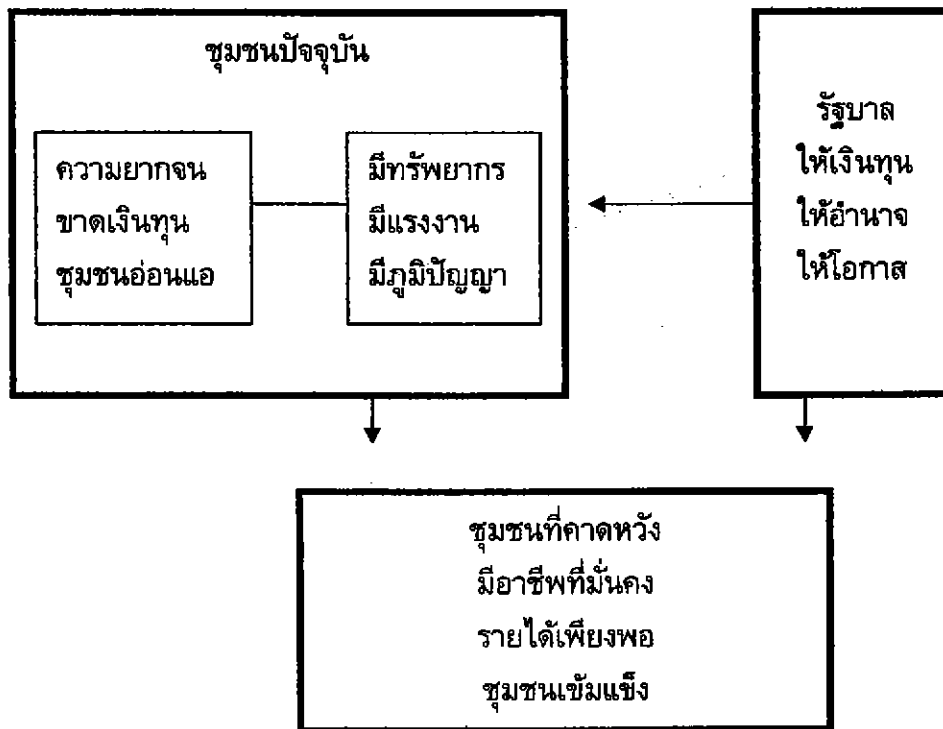 ชุมชนปัจจุบัน
ความยากจน
ขาดเงินทุน
ชุมชนอ่อนแอ
มีทรัพยากร
มีแรงงาน
มีภูมิปัญญา
รัฐบาล
ให้เงินทุน
ให้อำนาจ
ให้โอกาส
ชุมชนที่คาดหวัง
มีอาชีพที่มั่นคง
รายได้เพียงพอ
ชุมชนเข้มแข็ง